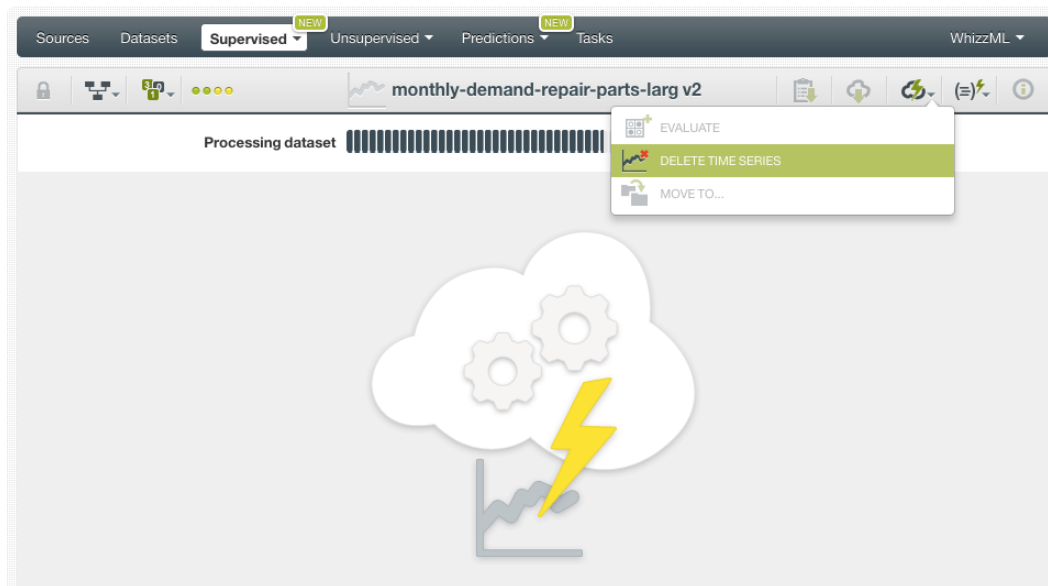 NEW NEW
Sources Datasets Supervised Unsupervised Predictions Tasks WhizzML
monthly-demand-repair-parts-larg v2
Processing dataset
EVALUATE
DELETE TIME SERIES
MOVE TO...